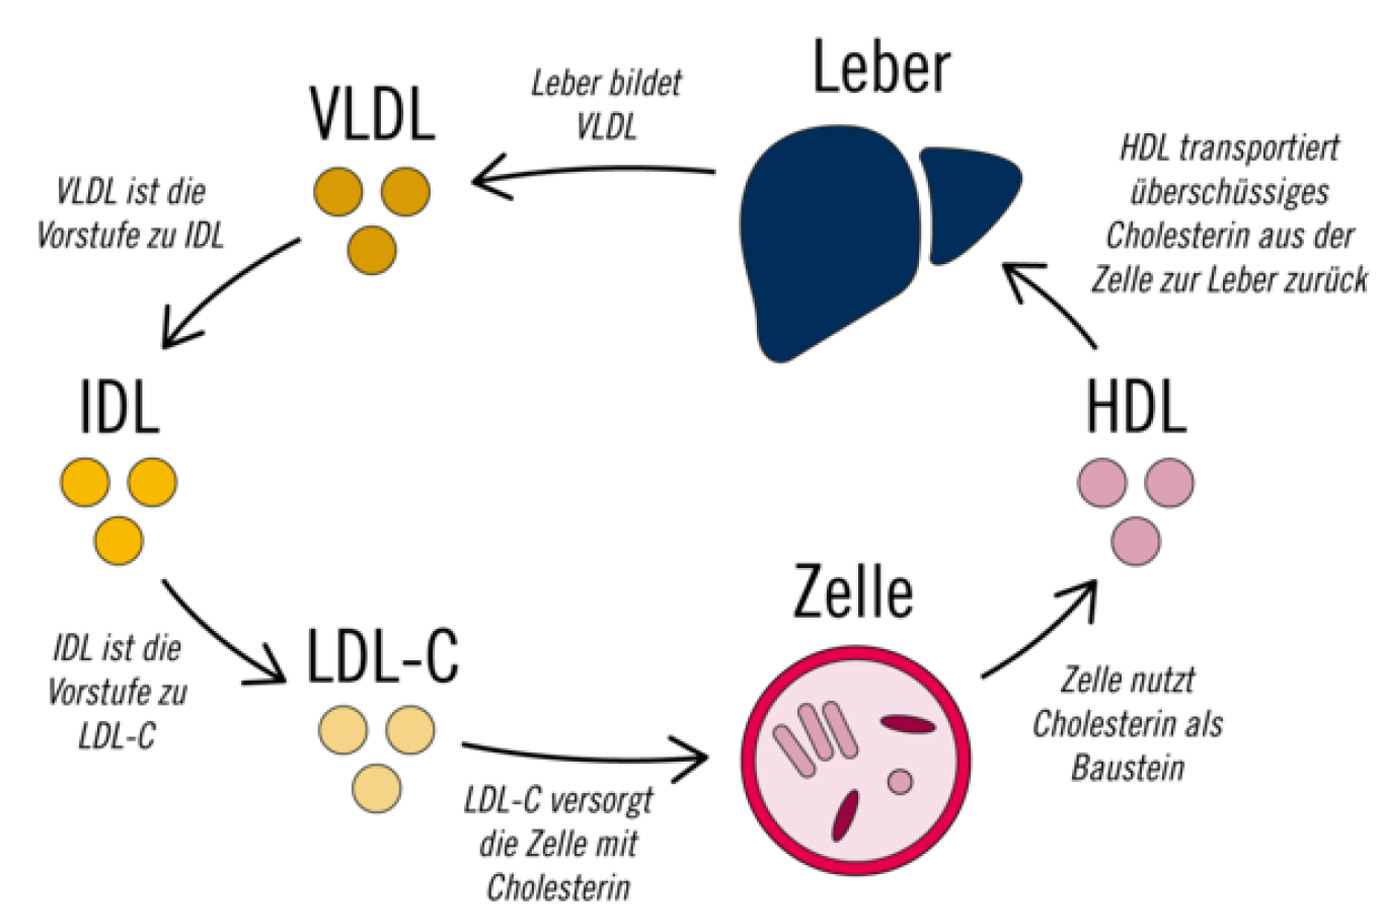 Leber
Leber bildet
VLDL
VLDL
VLDL ist die
Vorstufe zu IDL
IDL
IDL ist die
Vorstufe zu
LDL-C
LDL-C
LDL-C versorgt
die Zelle mit
Cholesterin
Zelle
Zelle nutzt
Cholesterin als
Baustein
HDL
HDL transportiert
überschüssiges
Cholesterin aus der
Zelle zur Leber zurück